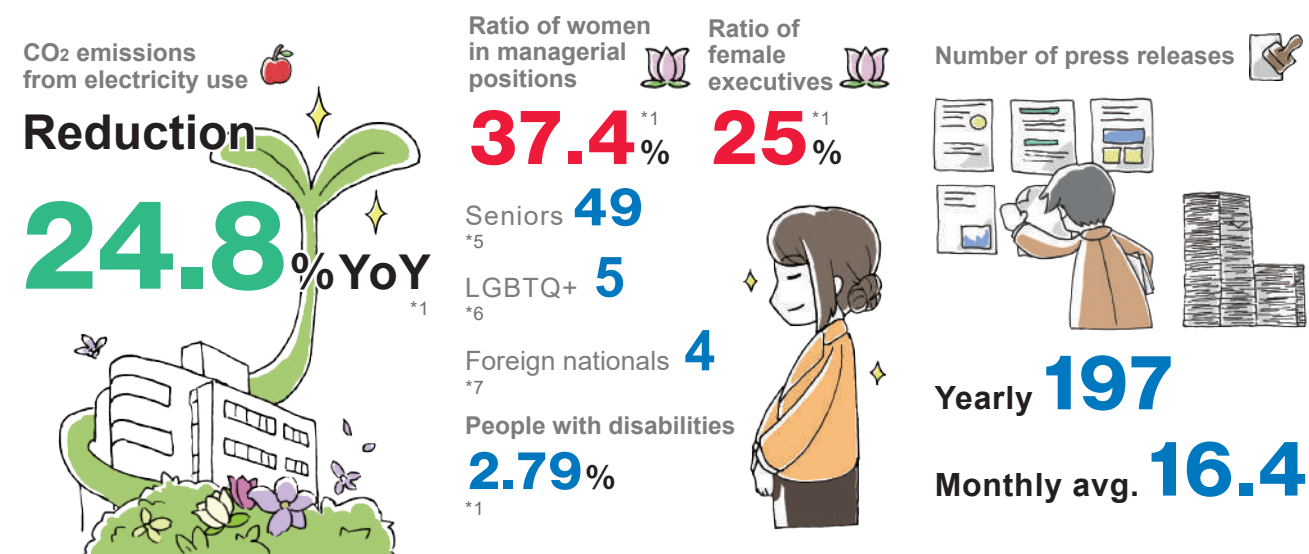 CO2 emissions
from electricity use
Reduction
24.8%YoY
*1
Ratio of women
in managerial
positions
37.4%
*1
Ratio of
female
executives
25%
*1
Seniors 49
*5
LGBTQ+ 5
*6
Foreign nationals 4
*7
People with disabilities
2.79%
*1
Number of press releases
Yearly 197
Monthly avg. 16.4